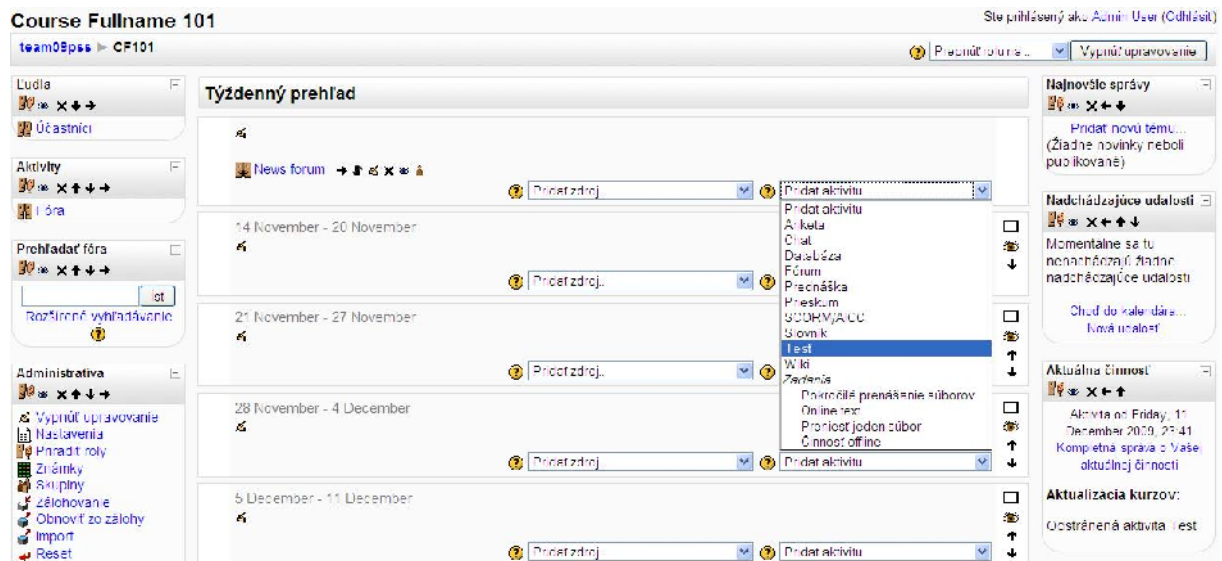 Course Fullname 101
Ste prihlásený ako Admin User (Odhlásiť)
team09pss ► CF101
Prepnúť rolu na...
Vypnúť upravovanie
Ľudia
Účastníci
Aktivity
Fóra
Prehľadať fóra
Rozšírené vyhľadávanie
Administratíva
Vypnúť upravovanie
Nastavenia
Priradiť roly
Známky
Skupiny
Zálohovanie
Obnoviť zo zálohy
Import
Reset
Týždenný prehľad
News forum
Pridať zdroj...
Pridať aktivitu
Pridať aktivitu
Anketa
Chat
Databáza
Fórum
Prednáška
Prieskum
SCORM/AICC
Slovník
Test
Wiki
Zadania
Pokročilé prenášanie súborov
Online text
Preniesť jeden súbor
Činnosť offline
14 November - 20 November
Pridať zdroj...
21 November - 27 November
Pridať zdroj...
28 November - 4 December
Pridať zdroj...
Pridať aktivitu
5 December - 11 December
Pridať zdroj...
Pridať aktivitu
Najnovšie správy
Pridať novú tému...
(Žiadne novinky neboli
publikované)
Nadchádzajúce udalosti
Momentálne sa tu
nenachádzajú žiadne
nadchádzajúce udalosti
Choď do kalendára...
Nová udalosť
Aktuálna činnosť
Aktivita od Friday, 11
December 2009, 23:41
Kompletná správa o Vašej
aktuálnej činnosti
Aktualizácia kurzov:
Odstránená aktivita Test